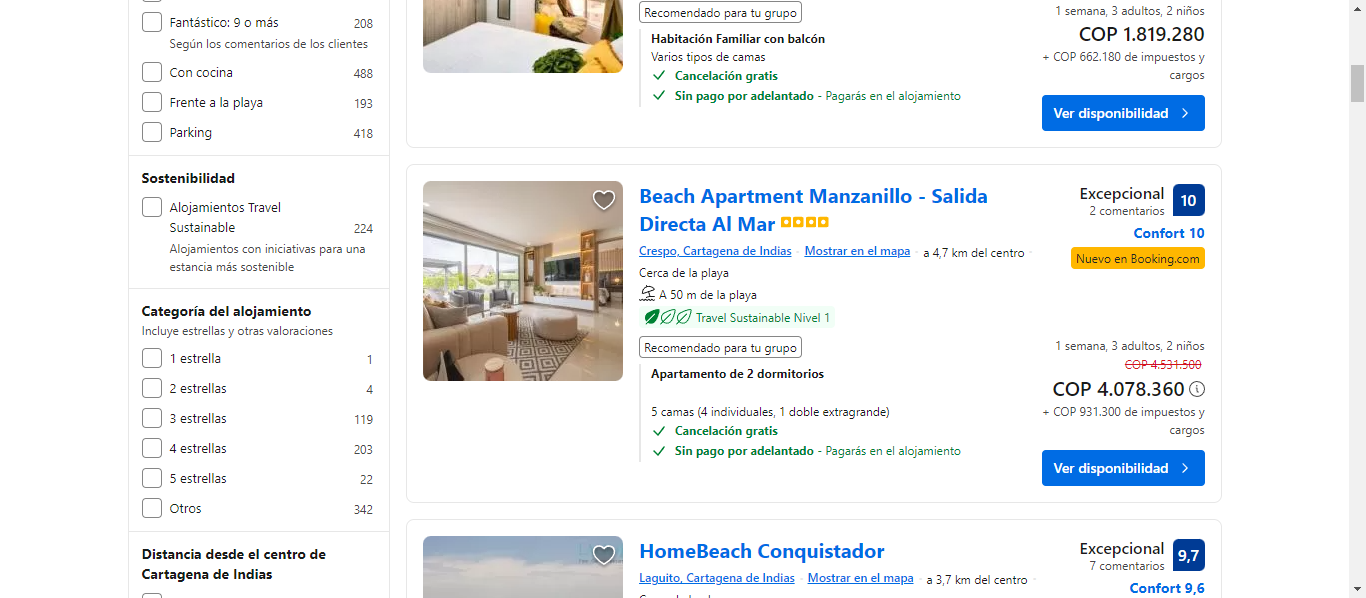 Fantástico: 9 o más 208
Según los comentarios de los clientes
Con cocina 488
Frente a la playa 193
Parking 418
Sostenibilidad
Alojamientos Travel
Sustainable 224
Alojamientos con iniciativas para una
estancia más sostenible
Categoría del alojamiento
Incluye estrellas y otras valoraciones
1 estrella 1
2 estrellas 4
3 estrellas 119
4 estrellas 203
5 estrellas 22
Otros 342
Distancia desde el centro de
Cartagena de Indias
Recomendado para tu grupo
Habitación Familiar con balcón
Varios tipos de camas
Cancelación gratis
Sin pago por adelantado - Pagarás en el alojamiento
1 semana, 3 adultos, 2 niños
COP 1.819.280
+ COP 662.180 de impuestos y
cargos
Ver disponibilidad
Beach Apartment Manzanillo - Salida
Directa Al Mar
Crespo, Cartagena de Indias · Mostrar en el mapa · a 4,7 km del centro ·
Cerca de la playa
A 50 m de la playa
Travel Sustainable Nivel 1
Excepcional 10
2 comentarios
Confort 10
Nuevo en Booking.com
Recomendado para tu grupo
Apartamento de 2 dormitorios
5 camas (4 individuales, 1 doble extragrande)
Cancelación gratis
Sin pago por adelantado - Pagarás en el alojamiento
1 semana, 3 adultos, 2 niños
COP 4.531.500
COP 4.078.360
+ COP 931.300 de impuestos y
cargos
Ver disponibilidad
HomeBeach Conquistador
Laguito, Cartagena de Indias · Mostrar en el mapa · a 3,7 km del centro ·
Excepcional 9,7
7 comentarios
Confort 9,6